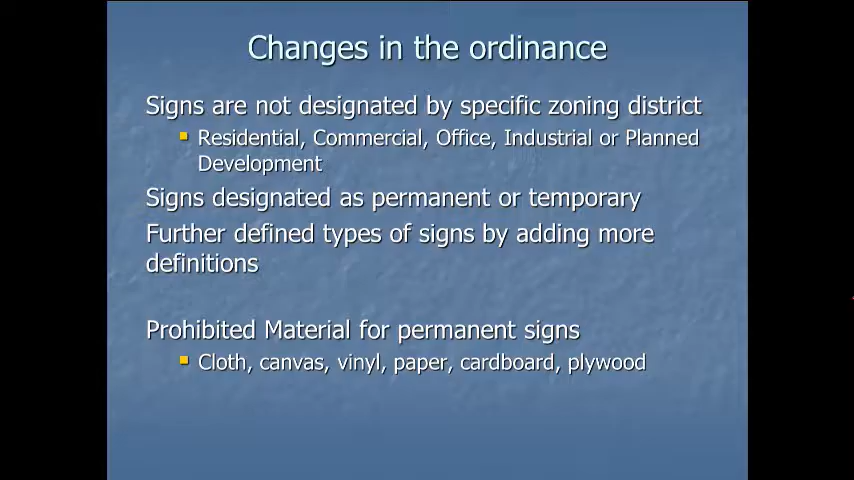 Changes in the ordinance
Signs are not designated by specific zoning district
Residential, Commercial, Office, Industrial or Planned
Development
Signs designated as permanent or temporary
Further defined types of signs by adding more
definitions
Prohibited Material for permanent signs
Cloth, canvas, vinyl, paper, cardboard, plywood